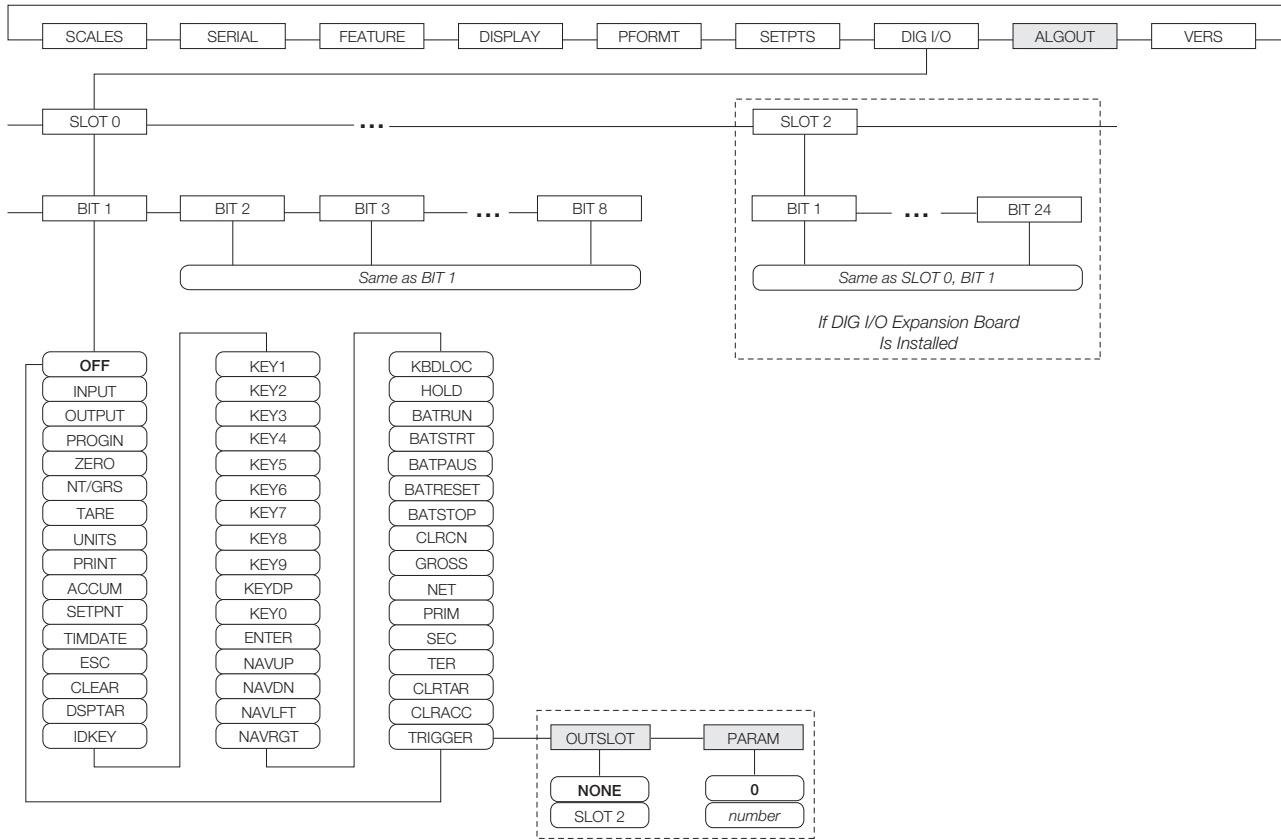 SCALES
SERIAL
FEATURE
DISPLAY
PFORMT
SETPTS
DIG I/O
ALGOUT
VERS
SLOT 0
...
SLOT 2
BIT 1
BIT 2
BIT 3
...
BIT 8
BIT 1
...
BIT 24
Same as BIT 1
Same as SLOT 0, BIT 1
If DIG I/O Expansion Board
Is Installed
OFF
INPUT
OUTPUT
PROGIN
ZERO
NT/GRS
TARE
UNITS
PRINT
ACCUM
SETPNT
TIMDATE
ESC
CLEAR
DSPTAR
IDKEY
KEY1
KEY2
KEY3
KEY4
KEY5
KEY6
KEY7
KEY8
KEY9
KEYDP
KEY0
ENTER
NAVUP
NAVDN
NAVLFT
NAVRGT
KBDLOC
HOLD
BATRUN
BATSTRT
BATPAUS
BATRESET
BATSTOP
CLRCN
GROSS
NET
PRIM
SEC
TER
CLRTAR
CLRACC
TRIGGER
OUTSLOT
PARAM
NONE
SLOT 2
0
number